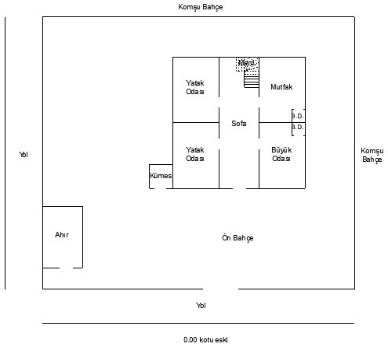 Komşu Bahçe
Merd.
Yatak
Odası
Mutfak
B.D.
Sofa
B.D.
Yol
Yatak
Odası
Büyük
Odası
Komşu
Bahçe
Kümes
Ahır
Ön Bahçe
Yol
0.00 kotu eski